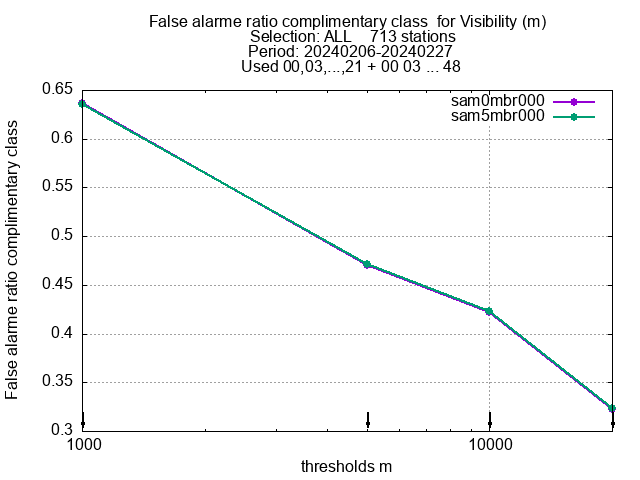 False alarme ratio complimentary class  for Visibility (m)
Selection: ALL    713 stations
Period: 20240206-20240227
Used 00,03,...,21 + 00 03 ... 48
sam0mbr000
sam5mbr000
0.65
0.6
0.55
0.5
0.45
0.4
0.35
0.3
False alarme ratio complimentary class
1000
10000
thresholds m